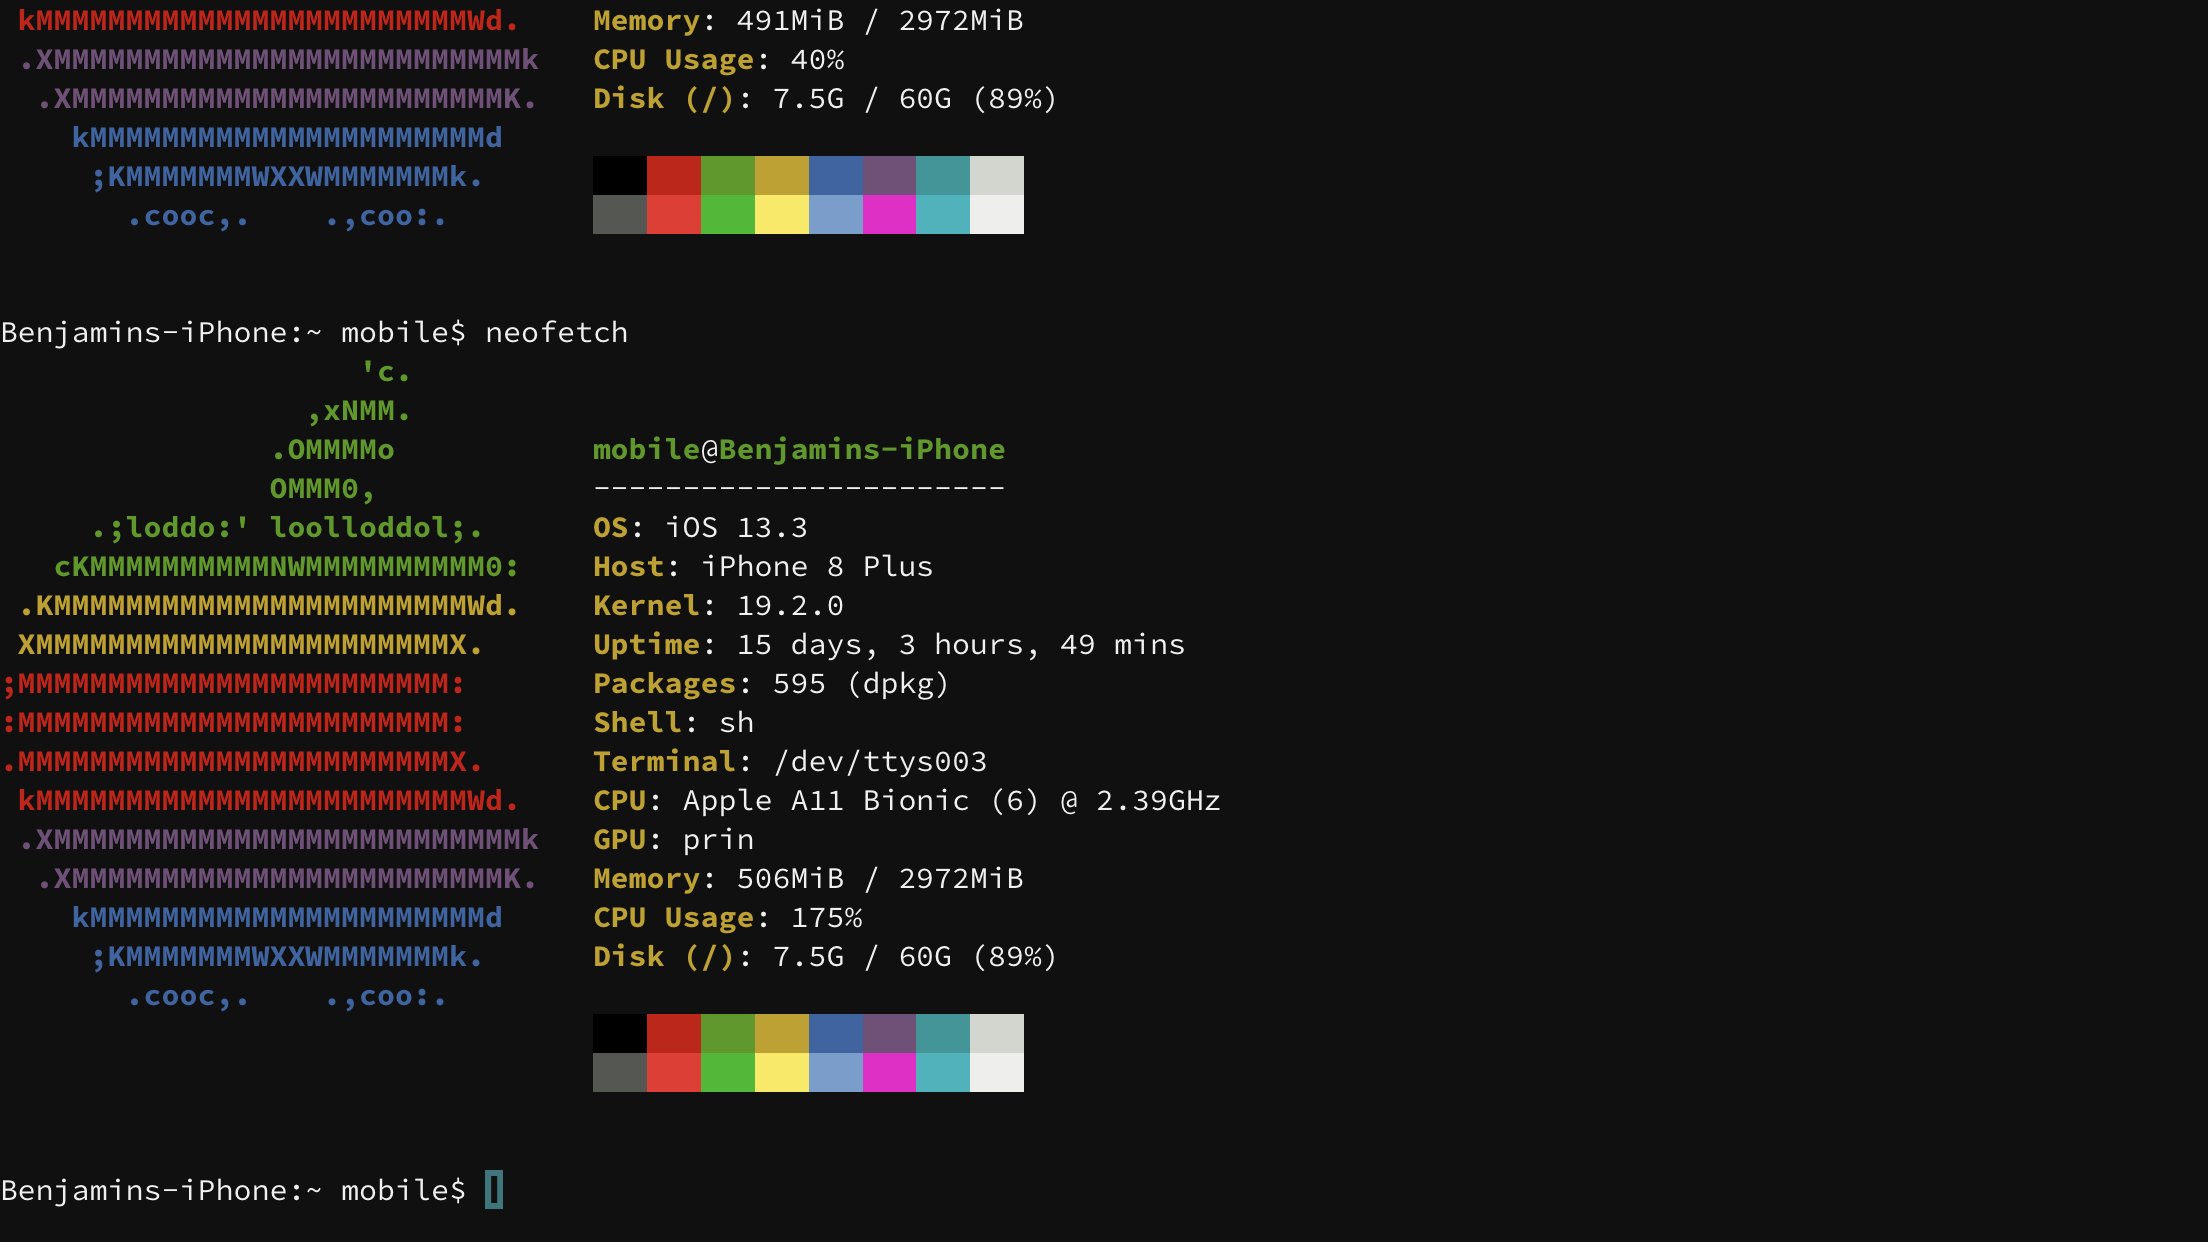 kMMMMMMMMMMMMMMMMMMMMMMMMWd.    Memory: 491MiB / 2972MiB
.XMMMMMMMMMMMMMMMMMMMMMMMMMMMk   CPU Usage: 40%
.XMMMMMMMMMMMMMMMMMMMMMMMMK.   Disk (/): 7.5G / 60G (89%)
kMMMMMMMMMMMMMMMMMMMMMMd
;KMMMMMMMWXXWMMMMMMMk.
.cooc,.    .,coo:.
Benjamins-iPhone:~ mobile$ neofetch
'c.
,xNMM.
.OMMMMo           mobile@Benjamins-iPhone
OMMM0,            -----------------------
.;loddo:' loolloddol;.      OS: iOS 13.3
cKMMMMMMMMMMNWMMMMMMMMMM0:    Host: iPhone 8 Plus
.KMMMMMMMMMMMMMMMMMMMMMMMWd.    Kernel: 19.2.0
XMMMMMMMMMMMMMMMMMMMMMMMX.      Uptime: 15 days, 3 hours, 49 mins
;MMMMMMMMMMMMMMMMMMMMMMMM:       Packages: 595 (dpkg)
:MMMMMMMMMMMMMMMMMMMMMMMM:       Shell: sh
.MMMMMMMMMMMMMMMMMMMMMMMMX.      Terminal: /dev/ttys003
kMMMMMMMMMMMMMMMMMMMMMMMMWd.    CPU: Apple A11 Bionic (6) @ 2.39GHz
.XMMMMMMMMMMMMMMMMMMMMMMMMMMMk   GPU: prin
.XMMMMMMMMMMMMMMMMMMMMMMMMK.   Memory: 506MiB / 2972MiB
kMMMMMMMMMMMMMMMMMMMMMMd     CPU Usage: 175%
;KMMMMMMMWXXWMMMMMMMk.      Disk (/): 7.5G / 60G (89%)
.cooc,.    .,coo:.
Benjamins-iPhone:~ mobile$